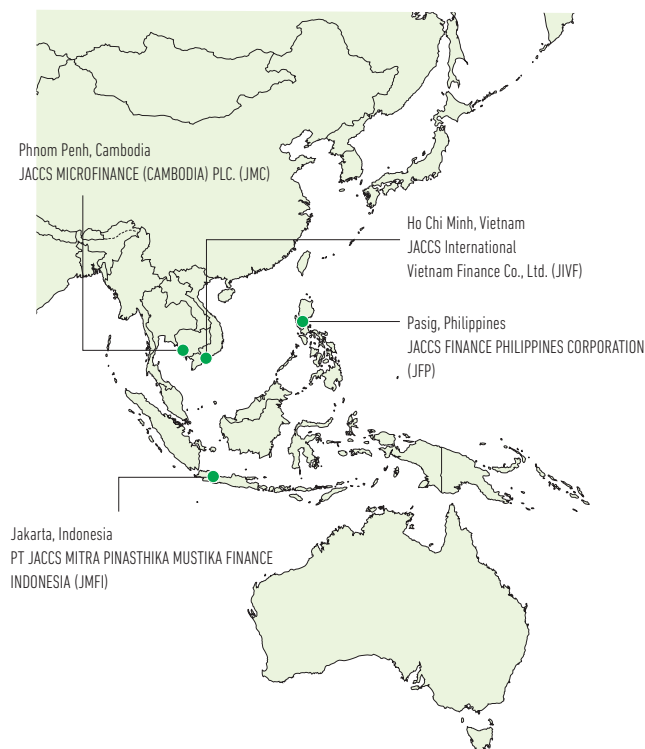 Phnom Penh, Cambodia
JACCS MICROFINANCE (CAMBODIA) PLC. (JMC)
Ho Chi Minh, Vietnam
JACCS International
Vietnam Finance Co., Ltd. (JIVF)
Pasig, Philippines
JACCS FINANCE PHILIPPINES CORPORATION
(JFP)
Jakarta, Indonesia
PT JACCS MITRA PINASTHIKA MUSTIKA FINANCE
INDONESIA (JMFI)